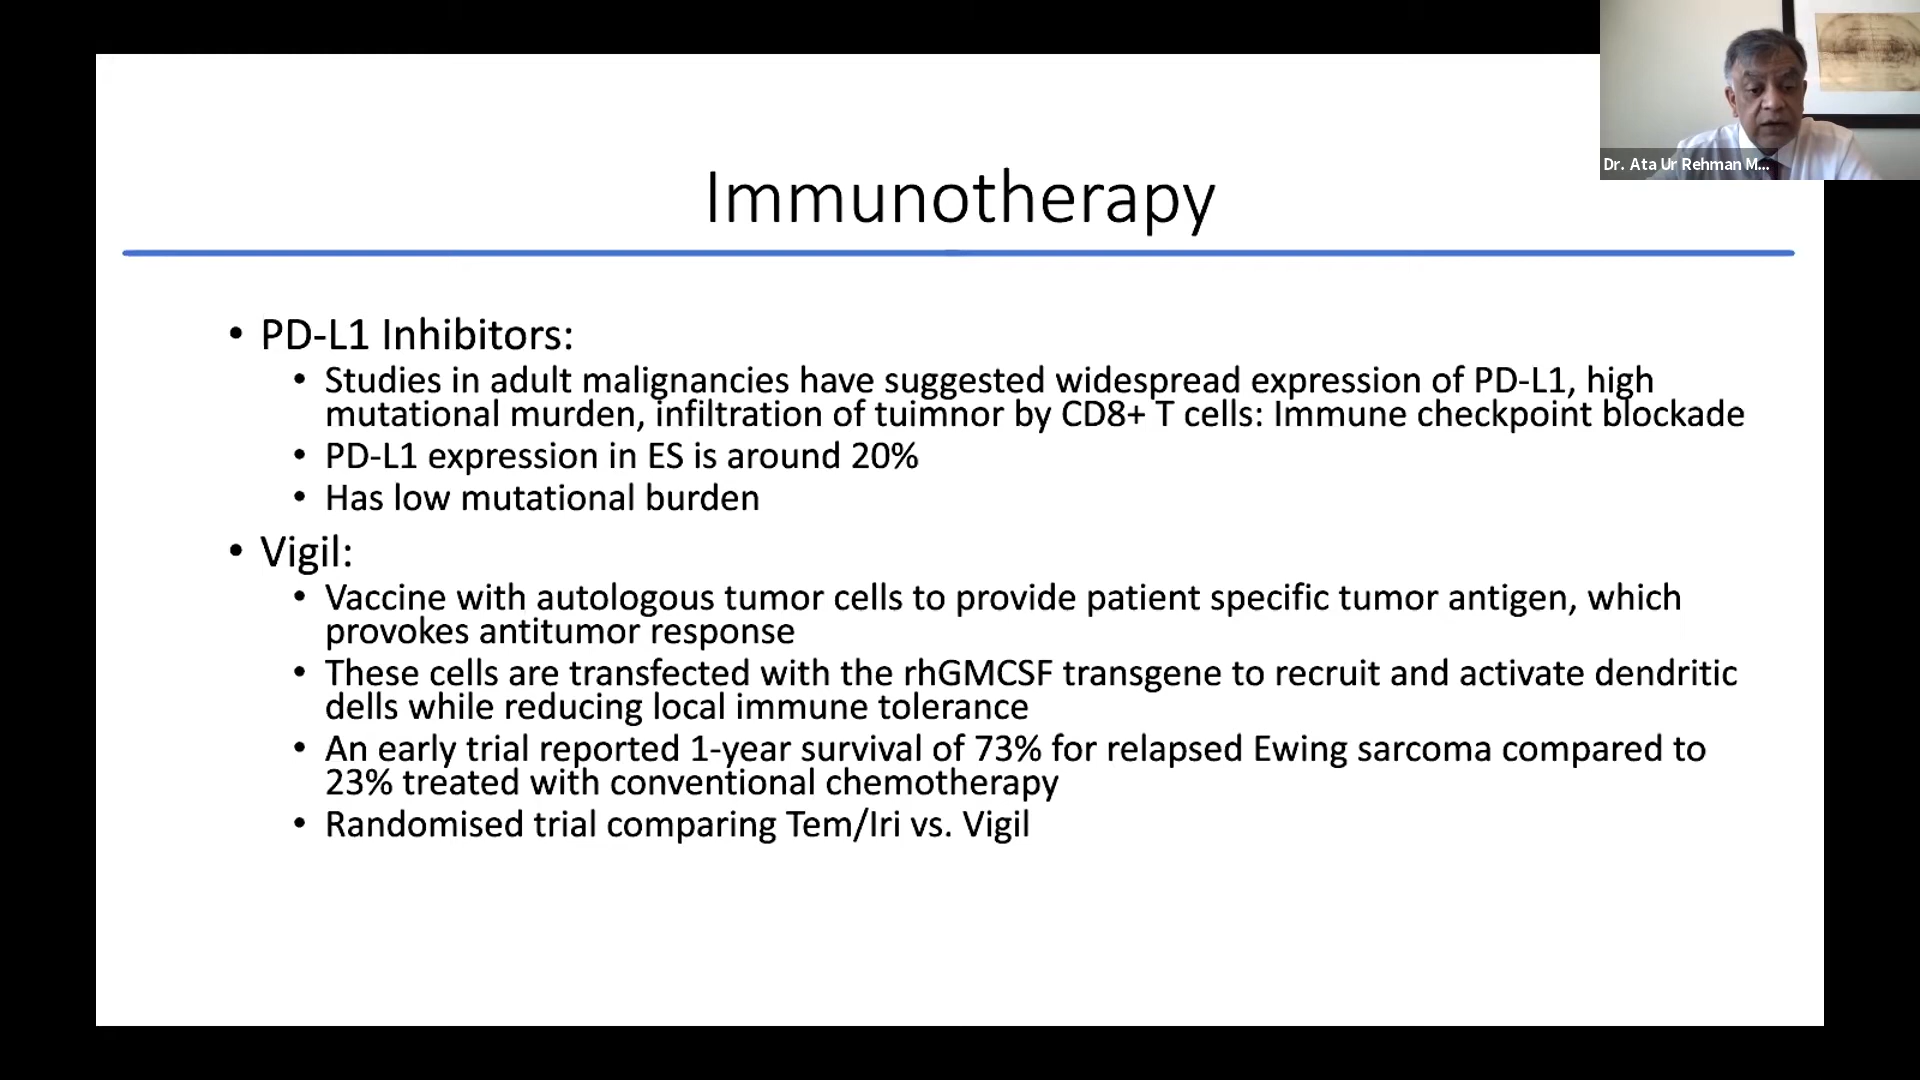 Dr. Ata Ur Rehman M...
Immunotherapy
• PD-L1 Inhibitors:
• Studies in adult malignancies have suggested widespread expression of PD-L1, high
mutational murden, infiltration of tuimnor by CD8+ T cells: Immune checkpoint blockade
• PD-L1 expression in ES is around 20%
• Has low mutational burden
• Vigil:
• Vaccine with autologous tumor cells to provide patient specific tumor antigen, which
provokes antitumor response
• These cells are transfected with the rhGMCSF transgene to recruit and activate dendritic
dells while reducing local immune tolerance
• An early trial reported 1-year survival of 73% for relapsed Ewing sarcoma compared to
23% treated with conventional chemotherapy
• Randomised trial comparing Tem/Iri vs. Vigil